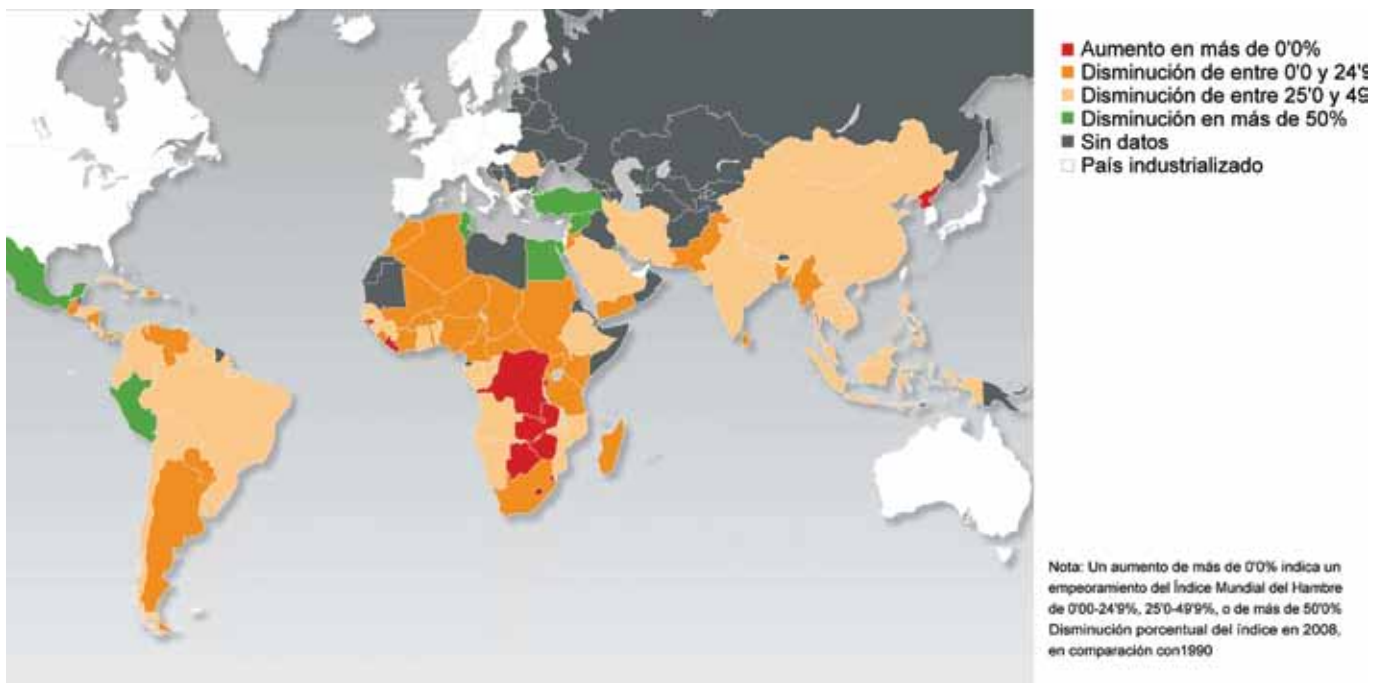 Aumento en más de 0'0%
Disminución de entre 0'0 y 24'9
Disminución de entre 25'0 y 49
Disminución en más de 50%
Sin datos
País industrializado
Nota: Un aumento de más de 0'0% indica un
empeoramiento del Índice Mundial del Hambre
de 0'00-24'9%, 25'0-49'9%, o de más de 50'0%
Disminución porcentual del índice en 2008,
en comparación con1990